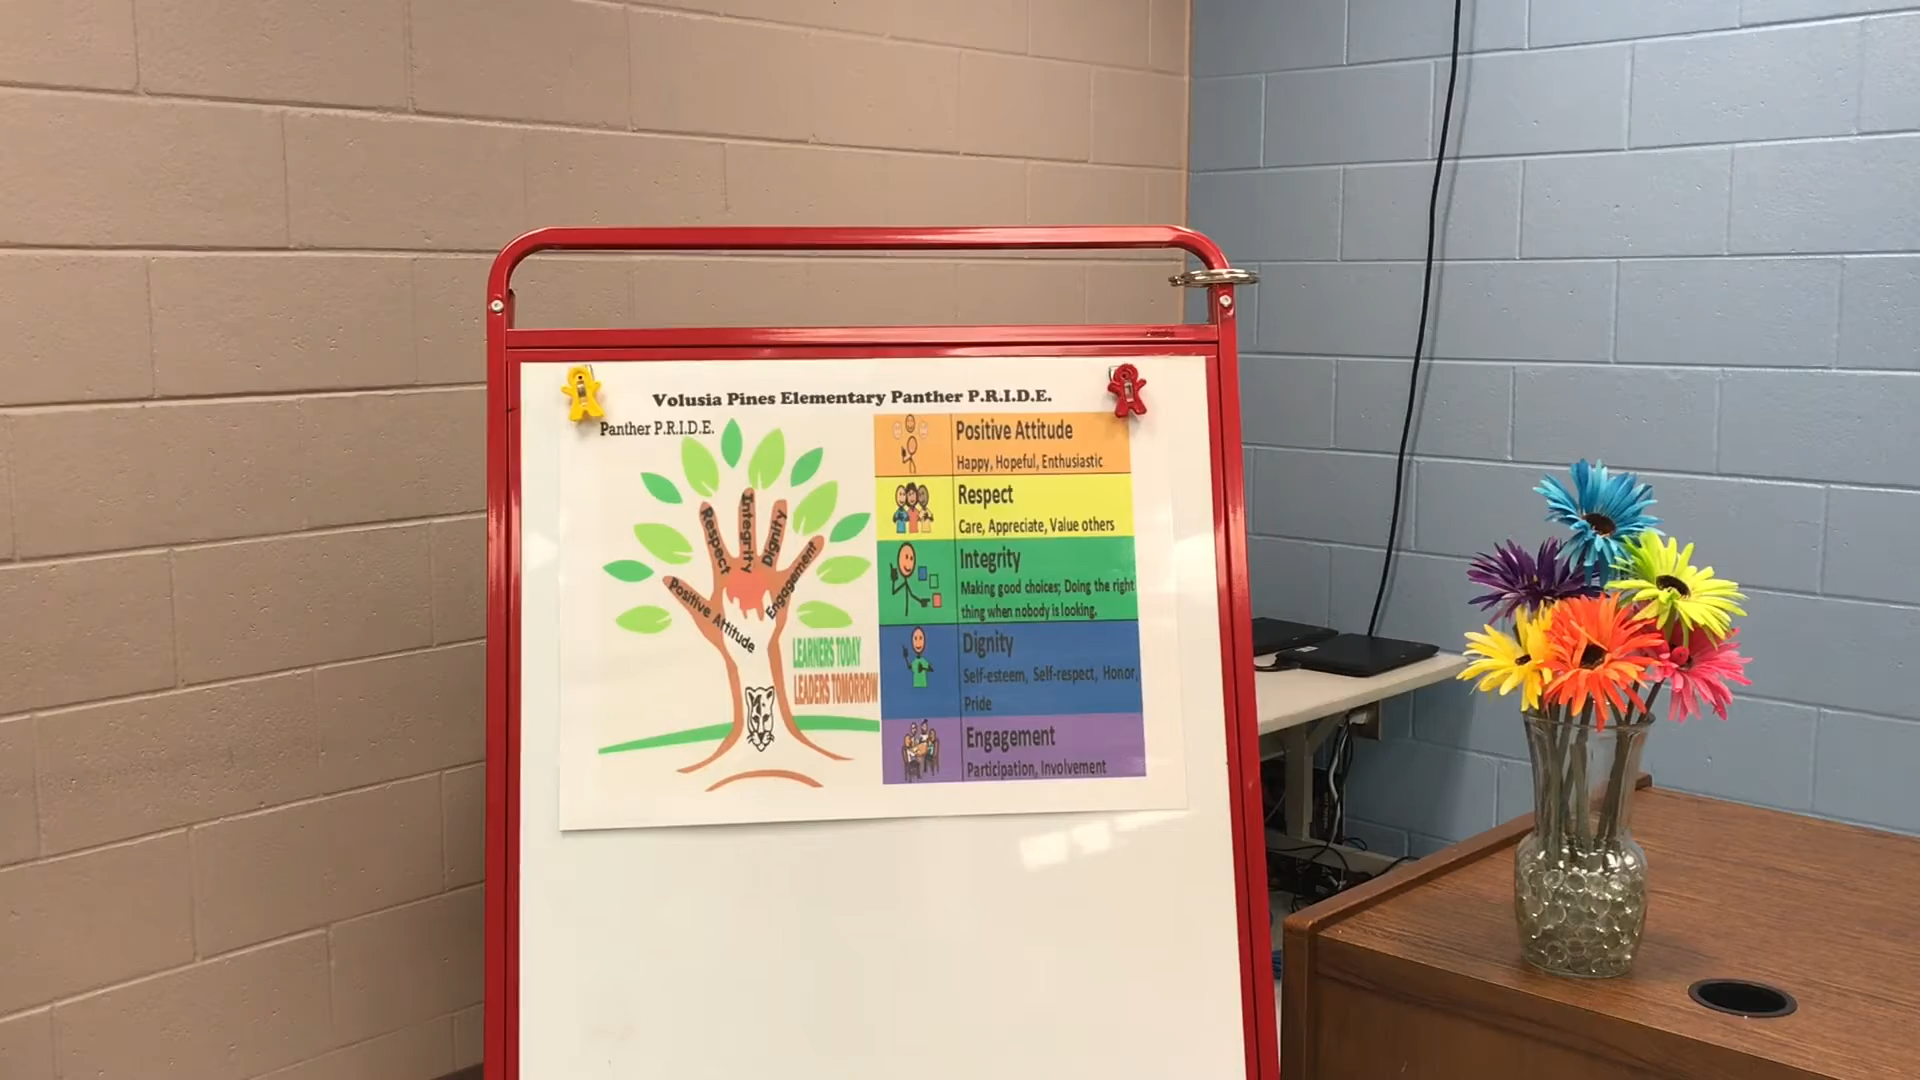 Volusia Pines Elementary Panther P.R.I.D.E.
Panther P.R.I.D.E.
Positive Attitude
Respect
Integrity
Dignity
Engagement
LEARNERS TODAY
LEADERS TOMORROW
Positive Attitude
Happy, Hopeful, Enthusiastic
Respect
Care, Appreciate, Value others
Integrity
Making good choices; Doing the right
thing when nobody is looking.
Dignity
Self-esteem, Self-respect, Honor,
Pride
Engagement
Participation, Involvement